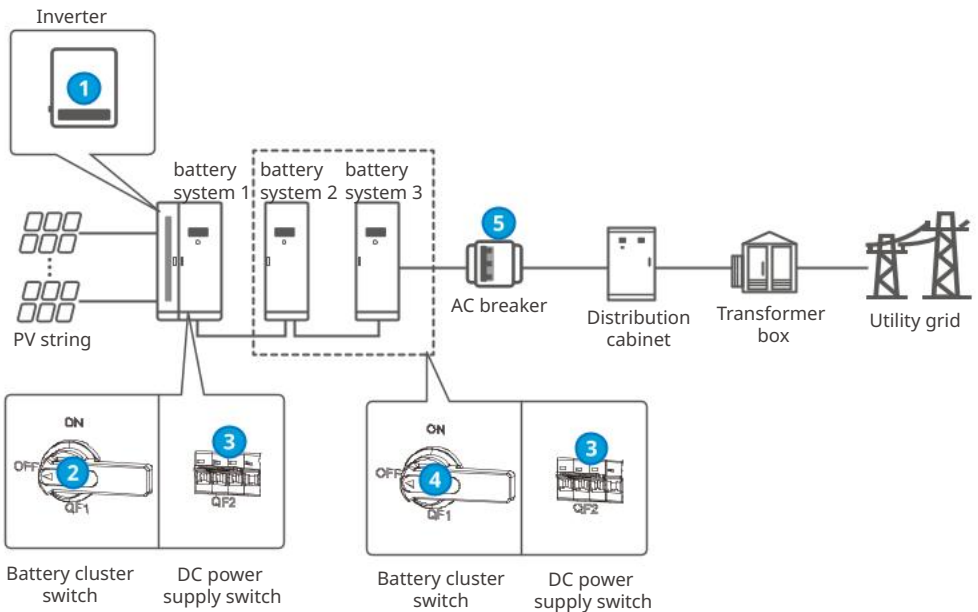 Inverter
1
battery
system 1
battery
system 2
battery
system 3
5
AC breaker
Distribution
cabinet
Transformer
box
Utility grid
PV string
ON
OFF
2
QF1
3
QF2
ON
OFF
4
QF1
3
QF2
Battery cluster
switch
DC power
supply switch
Battery cluster
switch
DC power
supply switch